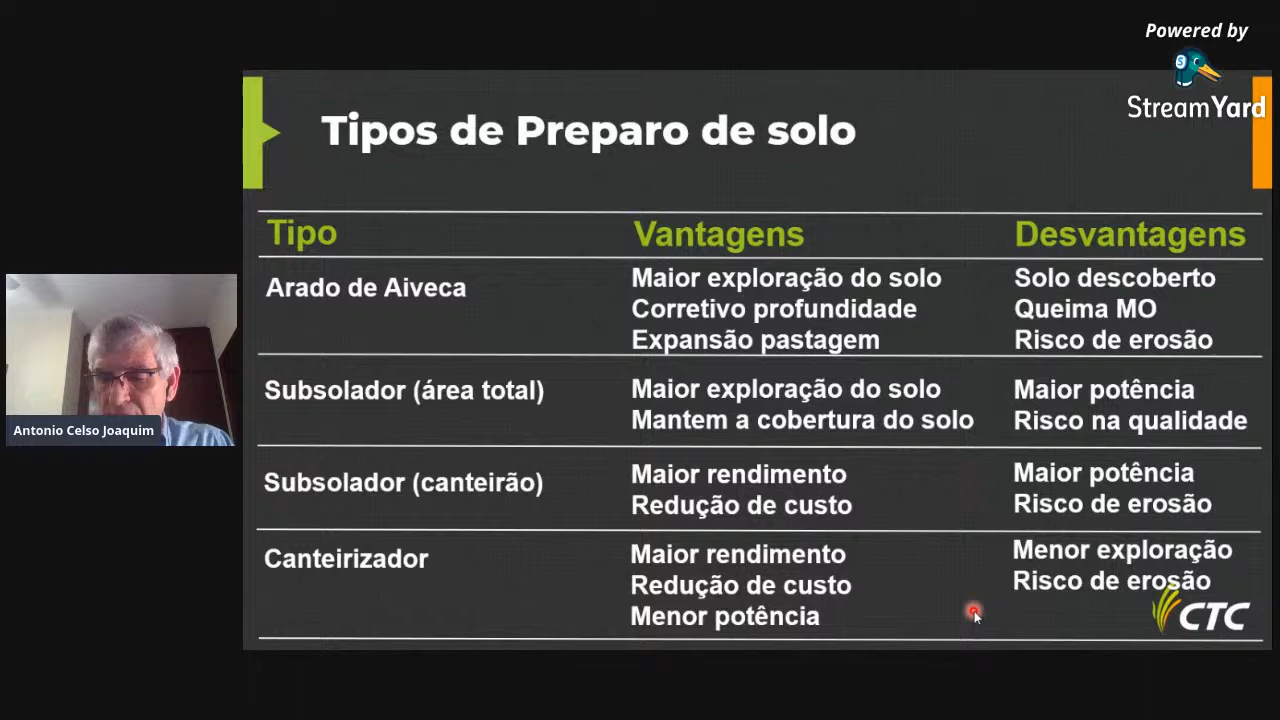 Powered by
StreamYard
Tipos de Preparo de solo
Tipo Vantagens Desvantagens
Arado de Aiveca
Maior exploração do solo
Corretivo profundidade
Expansão pastagem
Solo descoberto
Queima MO
Risco de erosão
Subsolador (área total)
Maior exploração do solo
Mantem a cobertura do solo
Maior potência
Risco na qualidade
Subsolador (canteirão)
Maior rendimento
Redução de custo
Maior potência
Risco de erosão
Canteirizador
Maior rendimento
Redução de custo
Menor potência
Menor exploração
Risco de erosão
CTC
Antonio Celso Joaquim